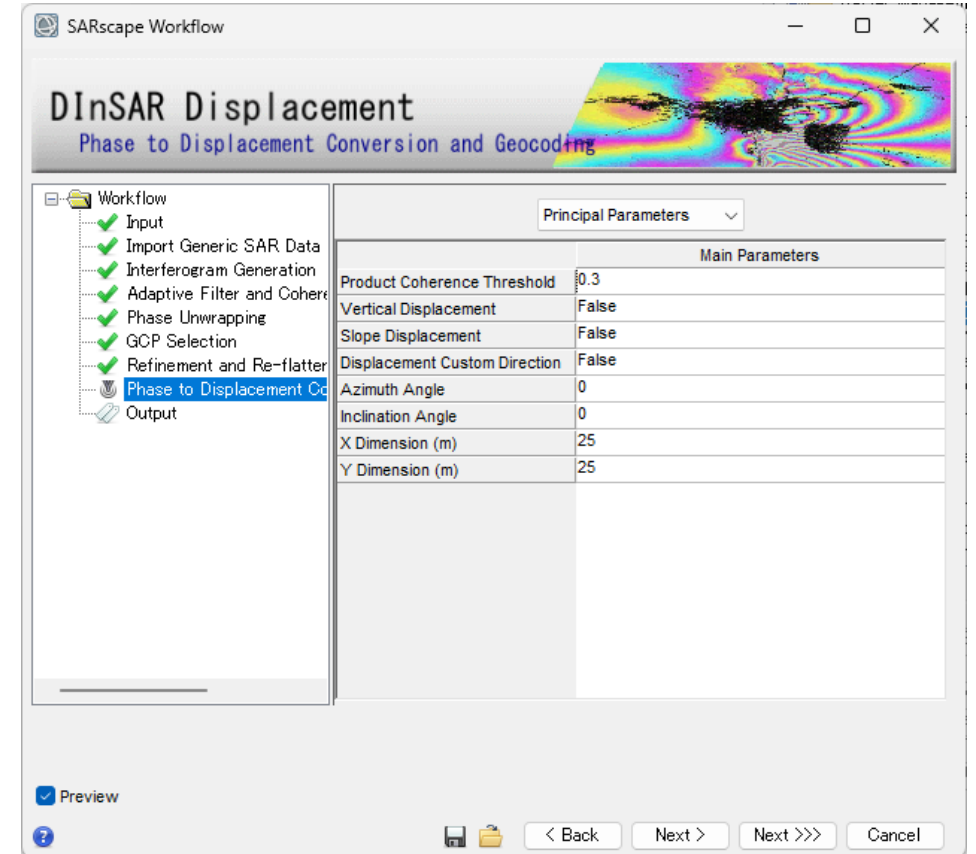 SARscape Workflow
DInSAR Displacement
Phase to Displacement Conversion and Geocoding
Workflow
Input
Import Generic SAR Data
Interferogram Generation
Adaptive Filter and Cohere
Phase Unwrapping
GCP Selection
Refinement and Re-flatter
Phase to Displacement Co
Output
Principal Parameters
Main Parameters
Product Coherence Threshold 0.3
Vertical Displacement False
Slope Displacement False
Displacement Custom Direction False
Azimuth Angle 0
Inclination Angle 0
X Dimension (m) 25
Y Dimension (m) 25
Preview
< Back Next > Next >>> Cancel